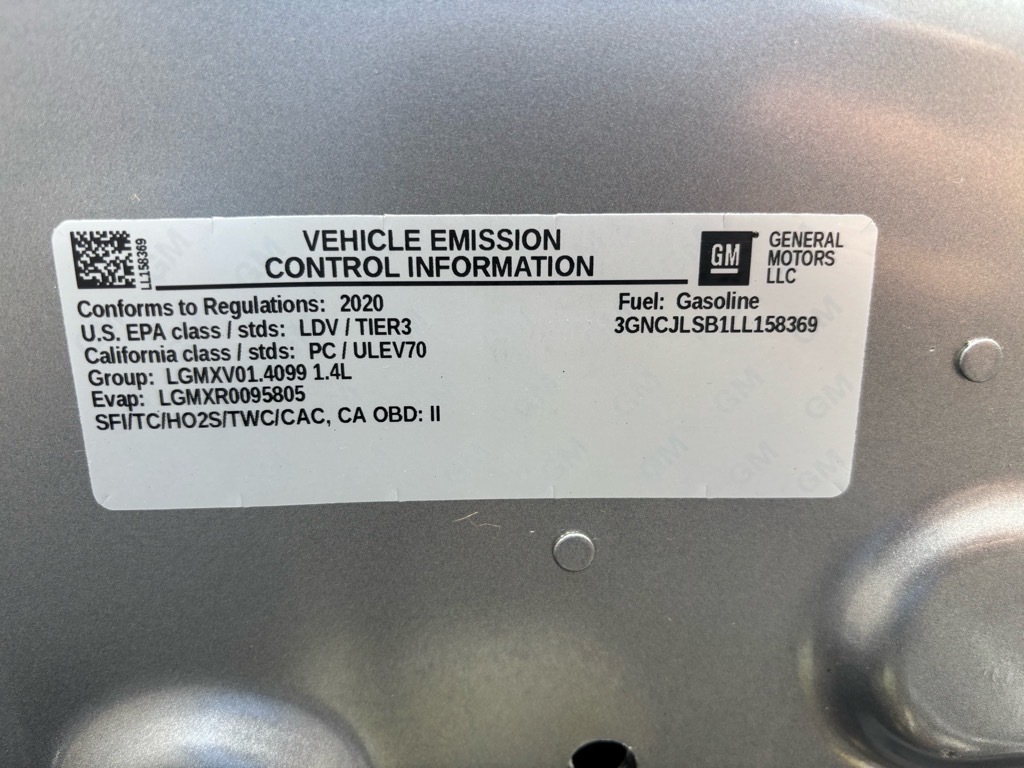 LL158369
VEHICLE EMISSION
CONTROL INFORMATION
GM
GENERAL
MOTORS
LLC
Conforms to Regulations: 2020
Fuel: Gasoline
U.S. EPA class / stds: LDV / TIER3
3GNCJLSB1LL158369
California class / stds: PC / ULEV70
Group: LGMXV01.4099 1.4L
Evap: LGMXR0095805
SFI/TC/HO2S/TWC/CAC, CA OBD: II